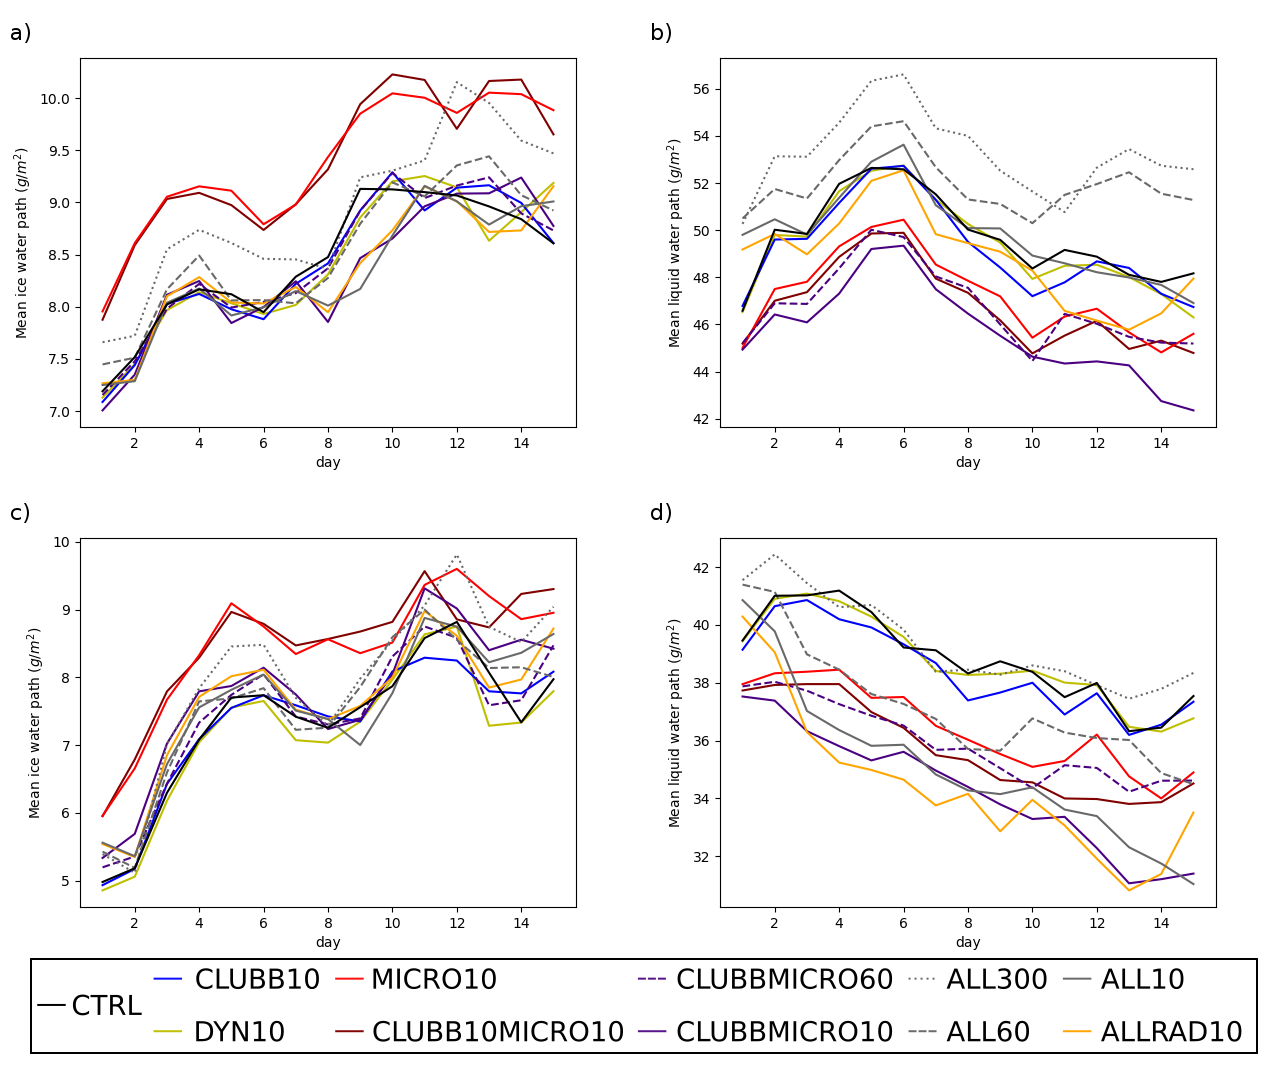 a)
Mean ice water path (g/m²)
10.0
9.5
9.0
8.5
8.0
7.5
7.0
2 4 6 8 10 12 14
day
b)
Mean liquid water path (g/m²)
56
54
52
50
48
46
44
42
2 4 6 8 10 12 14
day
c)
Mean ice water path (g/m²)
10
9
8
7
6
5
2 4 6 8 10 12 14
day
d)
Mean liquid water path (g/m²)
42
40
38
36
34
32
2 4 6 8 10 12 14
day
CTRL
CLUBB10 MICRO10 CLUBBMICRO60 ALL300 ALL10
DYN10 CLUBB10MICRO10 CLUBBMICRO10 ALL60 ALLRAD10